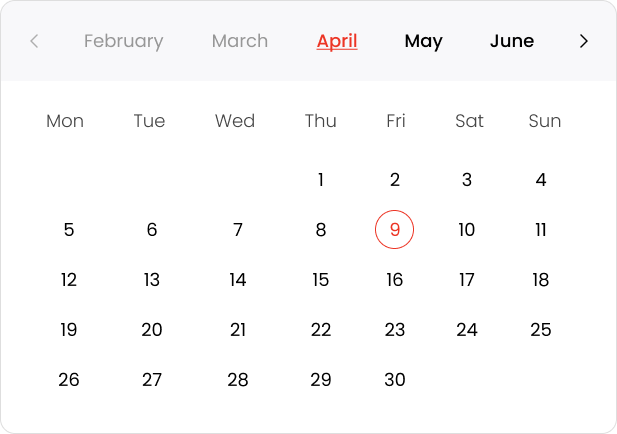 February March April May June
Mon Tue Wed Thu Fri Sat Sun
1 2 3 4
5 6 7 8 9 10 11
12 13 14 15 16 17 18
19 20 21 22 23 24 25
26 27 28 29 30